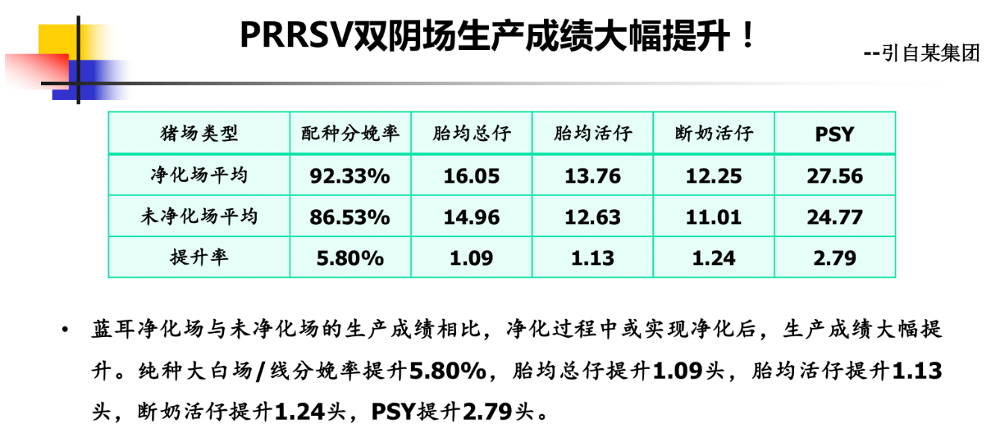 PRRSV双阴场生产成绩大幅提升！
--引自某集团
猪场类型 配种分娩率 胎均总仔 胎均活仔 断奶活仔 PSY
净化场平均 92.33% 16.05 13.76 12.25 27.56
未净化场平均 86.53% 14.96 12.63 11.01 24.77
提升率 5.80% 1.09 1.13 1.24 2.79
• 蓝耳净化场与未净化场的生产成绩相比，净化过程中或实现净化后，生产成绩大幅提
升。纯种大白场/线分娩率提升5.80%，胎均总仔提升1.09头，胎均活仔提升1.13
头，断奶活仔提升1.24头，PSY提升2.79头。